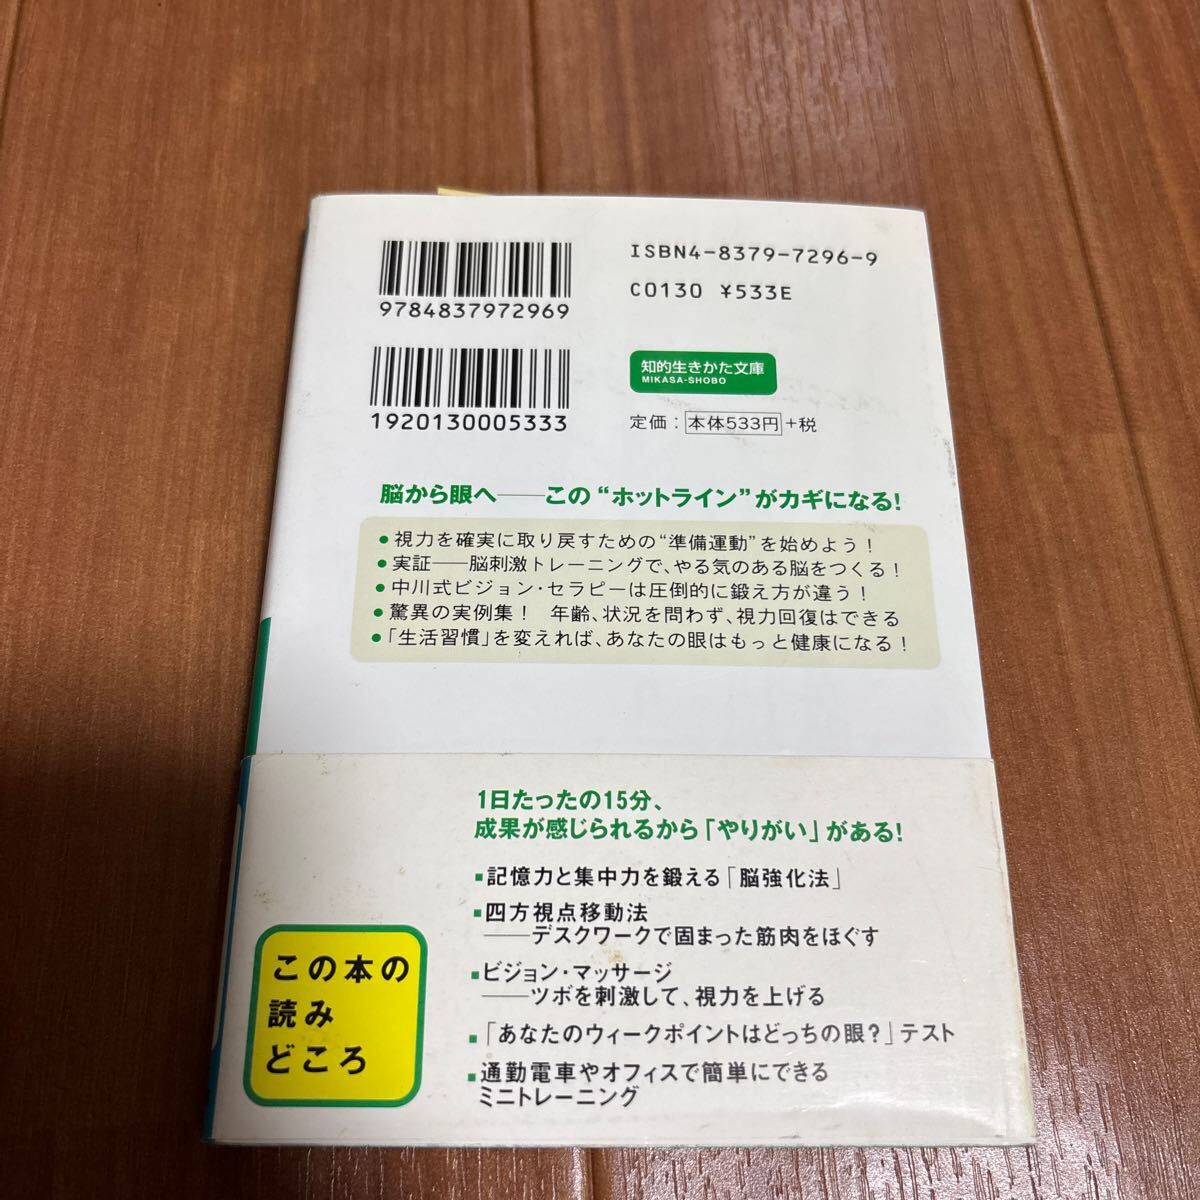 9784837972969
ISBN4-8379-7296-9
C0130 ¥533E
1920130005333
知的生きかた文庫
MIKASA-SHOBO
定価：本体533円+税
脳から眼へ──この“ホットライン”がカギになる！
●視力を確実に取り戻すための“準備運動”を始めよう！
●実証──脳刺激トレーニングで、やる気のある脳をつくる！
●中川式ビジョン・セラピーは圧倒的に鍛え方が違う！
●驚異の実例集！　年齢、状況を問わず、視力回復はできる
●「生活習慣」を変えれば、あなたの眼はもっと健康になる！
1日たったの15分、
成果が感じられるから「やりがい」がある！
■記憶力と集中力を鍛える「脳強化法」
■四方視点移動法
──デスクワークで固まった筋肉をほぐす
■ビジョン・マッサージ
──ツボを刺激して、視力を上げる
■「あなたのウィークポイントはどっちの眼？」テスト
■通勤電車やオフィスで簡単にできる
ミニトレーニング
この本の
読み
どころ